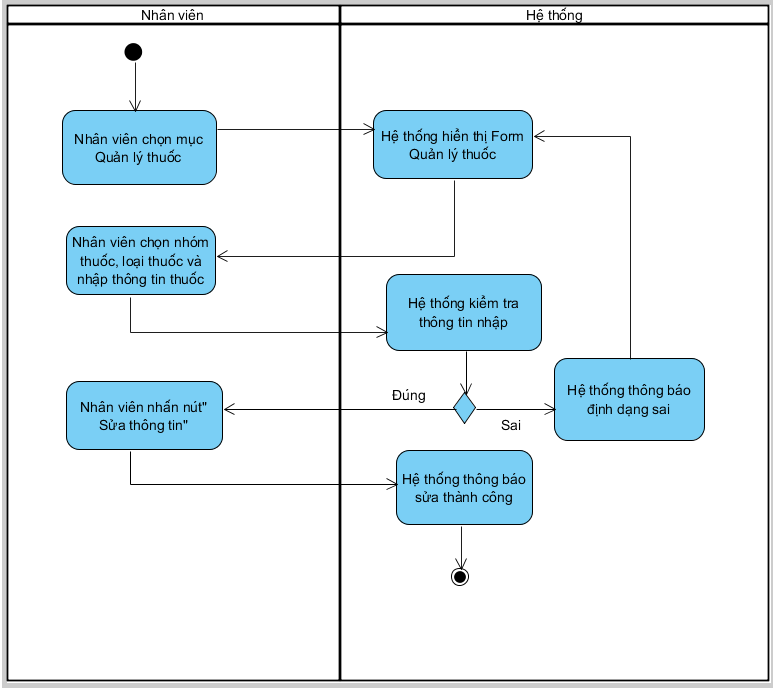 Nhân viên
Hệ thống
Nhân viên chọn mục
Quản lý thuốc
Hệ thống hiển thị Form
Quản lý thuốc
Nhân viên chọn nhóm
thuốc, loại thuốc và
nhập thông tin thuốc
Hệ thống kiểm tra
thông tin nhập
Đúng
Sai
Hệ thống thông báo
định dạng sai
Nhân viên nhấn nút"
Sửa thông tin"
Hệ thống thông báo
sửa thành công